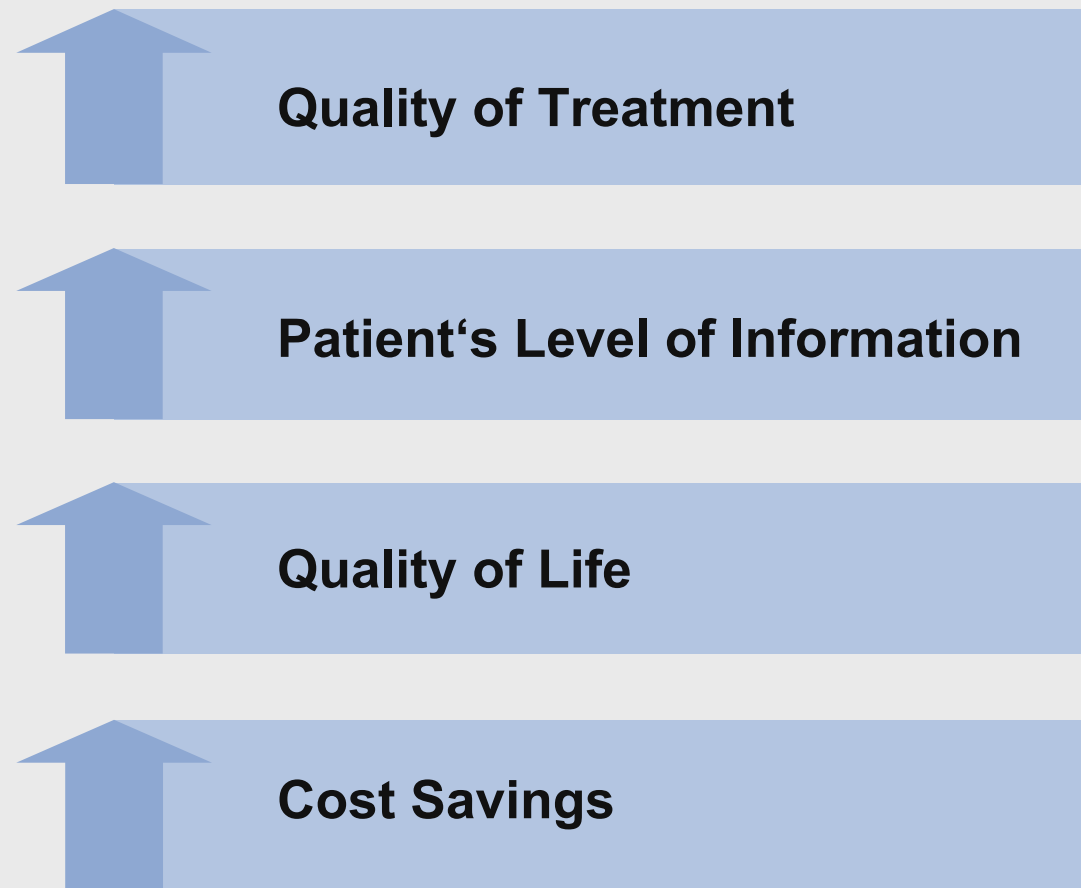 Quality of Treatment
Patient‘s Level of Information
Quality of Life
Cost Savings